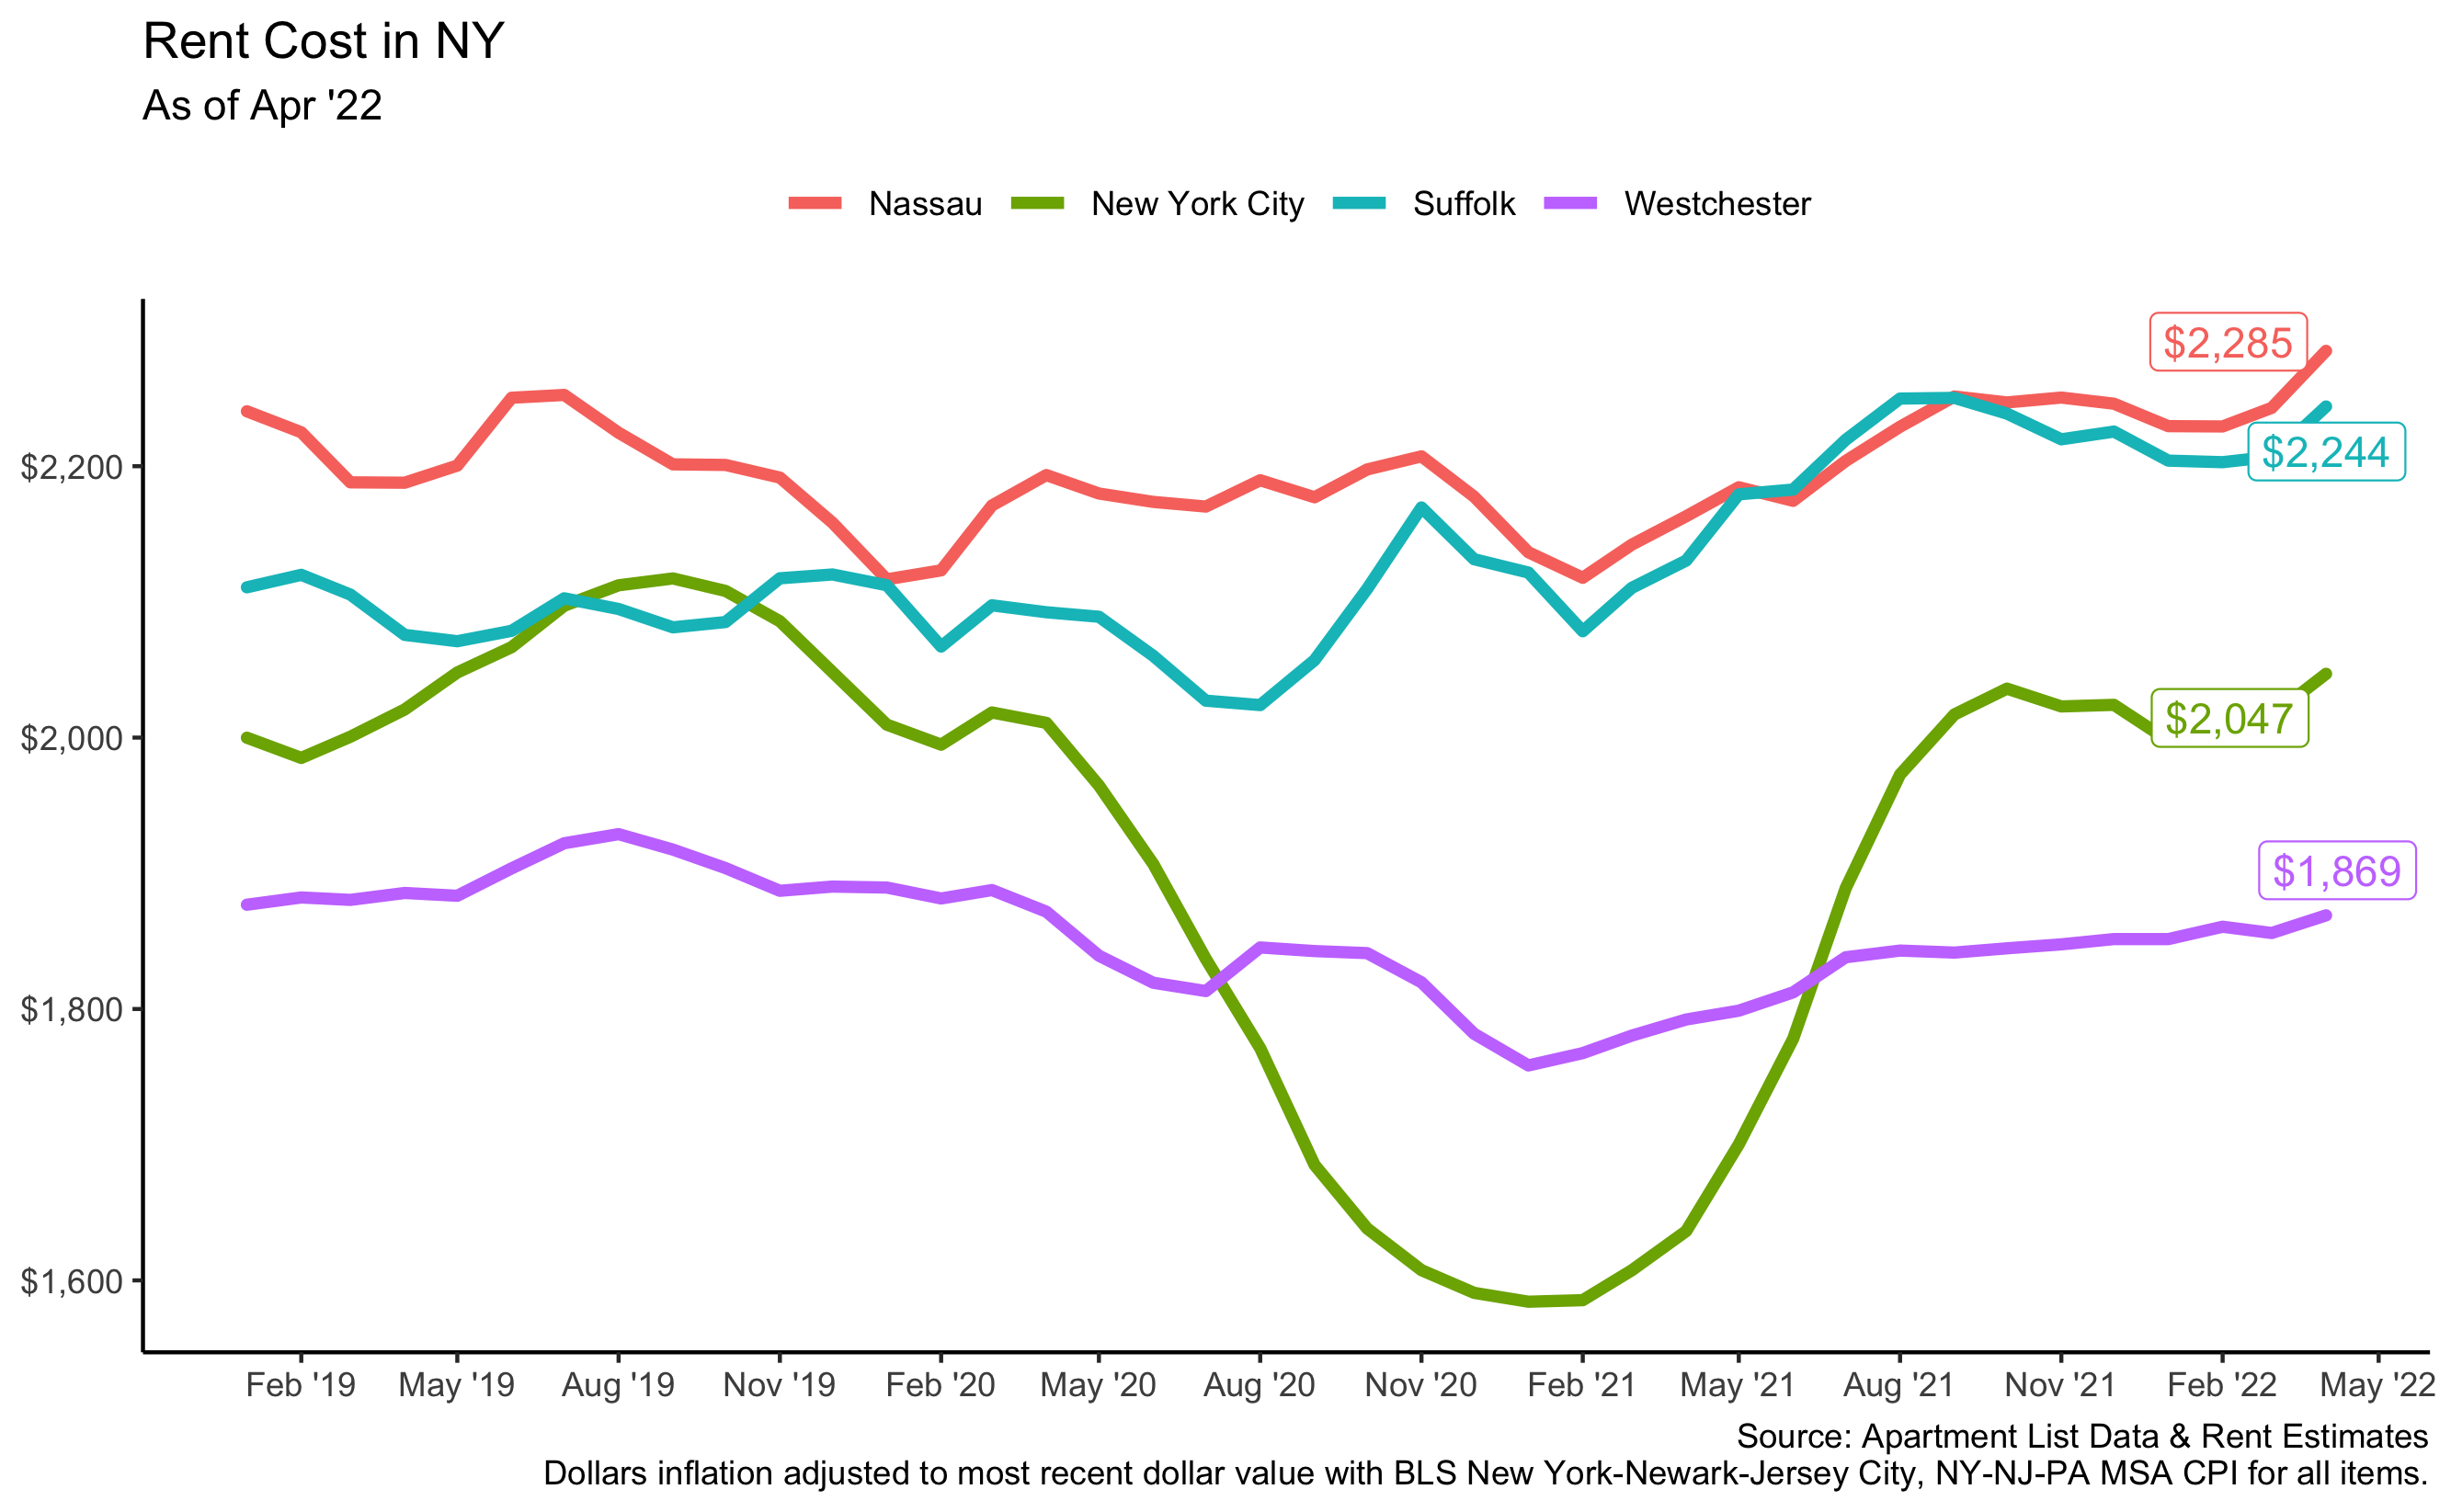 Rent Cost in NY
As of Apr '22
Nassau New York City Suffolk Westchester
$2,285
$2,244
$2,200
$2,047
$2,000
$1,869
$1,800
$1,600
Feb '19 May '19 Aug '19 Nov '19 Feb '20 May '20 Aug '20 Nov '20 Feb '21 May '21 Aug '21 Nov '21 Feb '22 May '22
Source: Apartment List Data & Rent Estimates
Dollars inflation adjusted to most recent dollar value with BLS New York-Newark-Jersey City, NY-NJ-PA MSA CPI for all items.